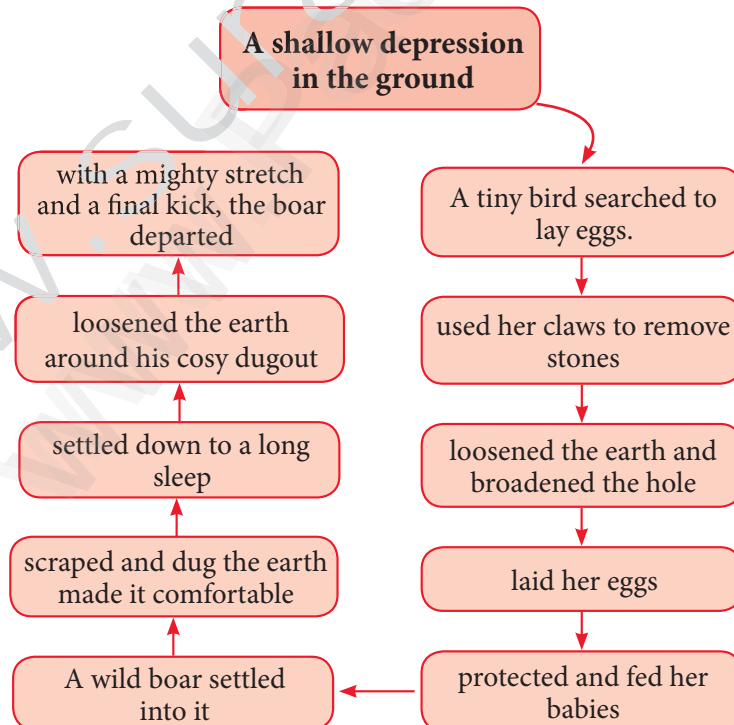 A shallow depression
in the ground
A tiny bird searched to
lay eggs.
used her claws to remove
stones
loosened the earth and
broadened the hole
laid her eggs
protected and fed her
babies
A wild boar settled
into it
scraped and dug the earth
made it comfortable
settled down to a long
sleep
loosened the earth
around his cosy dugout
with a mighty stretch
and a final kick, the boar
departed